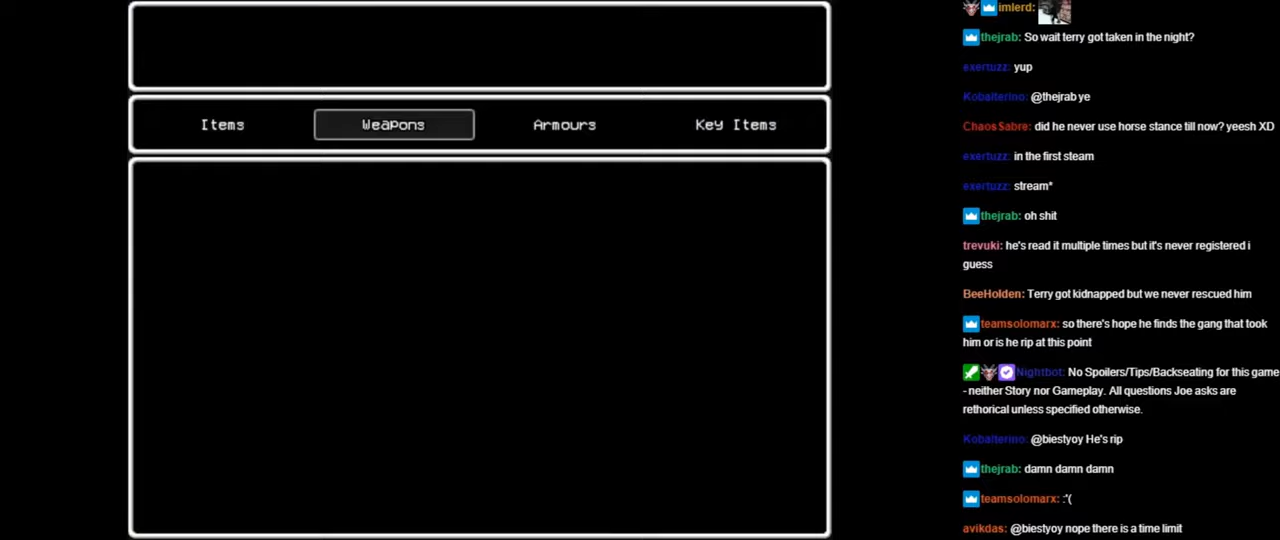 Items Weapons Armours Key Items
imlerd:
thejrab: So wait terry got taken in the night?
exertuzz: yup
Kobalterino: @thejrab ye
ChaosSabre: did he never use horse stance till now? yeesh XD
exertuzz: in the first steam
exertuzz: stream*
thejrab: oh shit
trevuki: he's read it multiple times but it's never registered i
guess
BeeHolden: Terry got kidnapped but we never rescued him
teamsolomarx: so there's hope he finds the gang that took
him or is he rip at this point
Nightbot: No Spoilers/Tips/Backseating for this game
- neither Story nor Gameplay. All questions Joe asks are
rethorical unless specified otherwise.
Kobalterino: @biestyoy He's rip
thejrab: damn damn damn
teamsolomarx: :"(
avikdas: @biestyoy nope there is a time limit